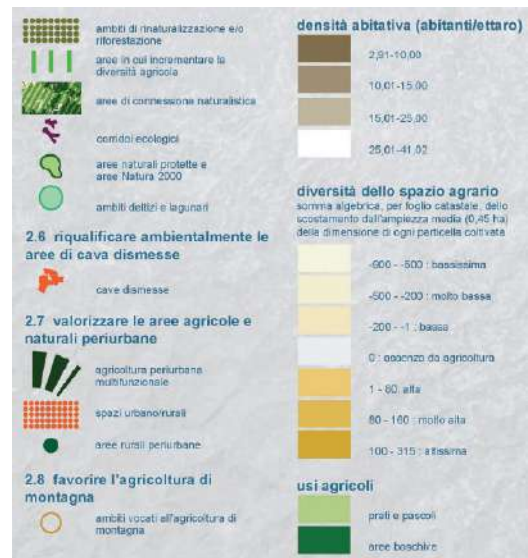 ambiti di rinaturalizzazione e/o
riforestazione
aree in cui incrementare la
diversità agricola
aree di connessione naturalistica
corridoi ecologici
aree naturali protette e
aree Natura 2000
ambiti deltizi e lagunari
2.6 riqualificare ambientalmente le
aree di cava dismesse
cave dismesse
2.7 valorizzare le aree agricole e
naturali periurbane
agricoltura periurbana
multifunzionale
spazi urbano/rurali
aree rurali periurbane
2.8 favorire l'agricoltura di
montagna
ambiti vocati all'agricoltura di
montagna
densità abitativa (abitanti/ettaro)
2,91-10,00
10,01-15,00
15,01-25,00
25,01-41,02
diversità dello spazio agrario
somma algebrica, per foglio catastale, dello
scostamento dall'ampiezza media (0,45 ha)
delle dimensione di ogni particella coltivata
-900 - -500 : bassissima
-500 - -200 : molto bassa
-200 - -1 : bassa
0 : assenza da agricoltura
1 - 80: alta
80 - 160 : molto alta
100 - 315 : altissima
usi agricoli
prati e pascoli
aree boschive